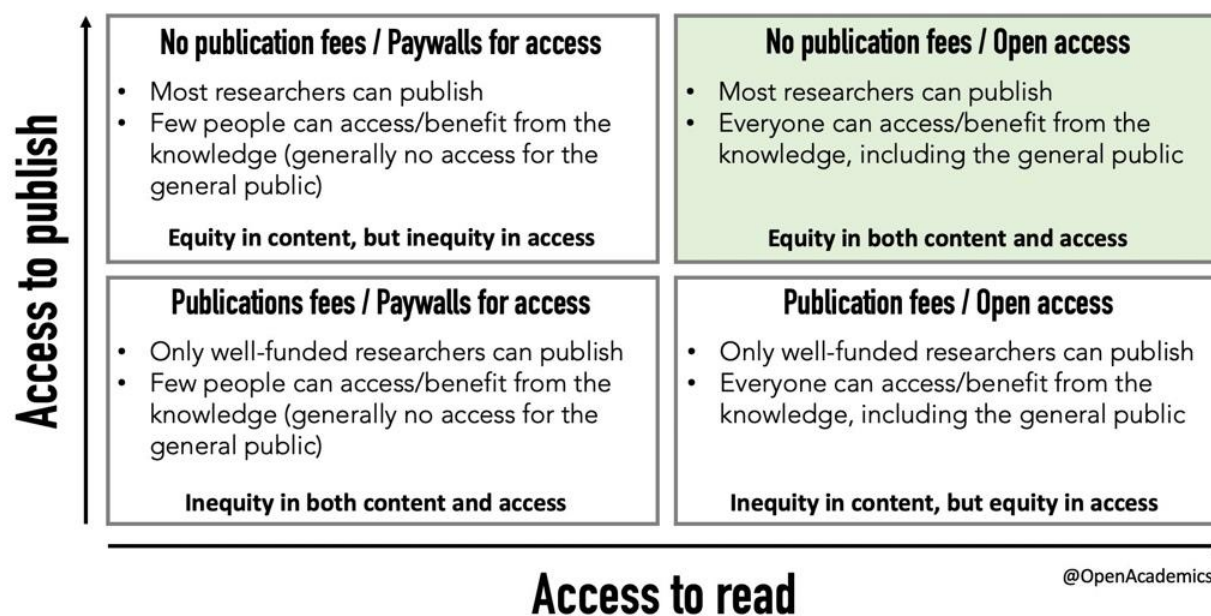 Access to publish
No publication fees / Paywalls for access
• Most researchers can publish
• Few people can access/benefit from the
knowledge (generally no access for the
general public)
Equity in content, but inequity in access
No publication fees / Open access
• Most researchers can publish
• Everyone can access/benefit from the
knowledge, including the general public
Equity in both content and access
Publications fees / Paywalls for access
• Only well-funded researchers can publish
• Few people can access/benefit from the
knowledge (generally no access for the
general public)
Inequity in both content and access
Publication fees / Open access
• Only well-funded researchers can publish
• Everyone can access/benefit from the
knowledge, including the general public
Inequity in content, but equity in access
Access to read
@OpenAcademics